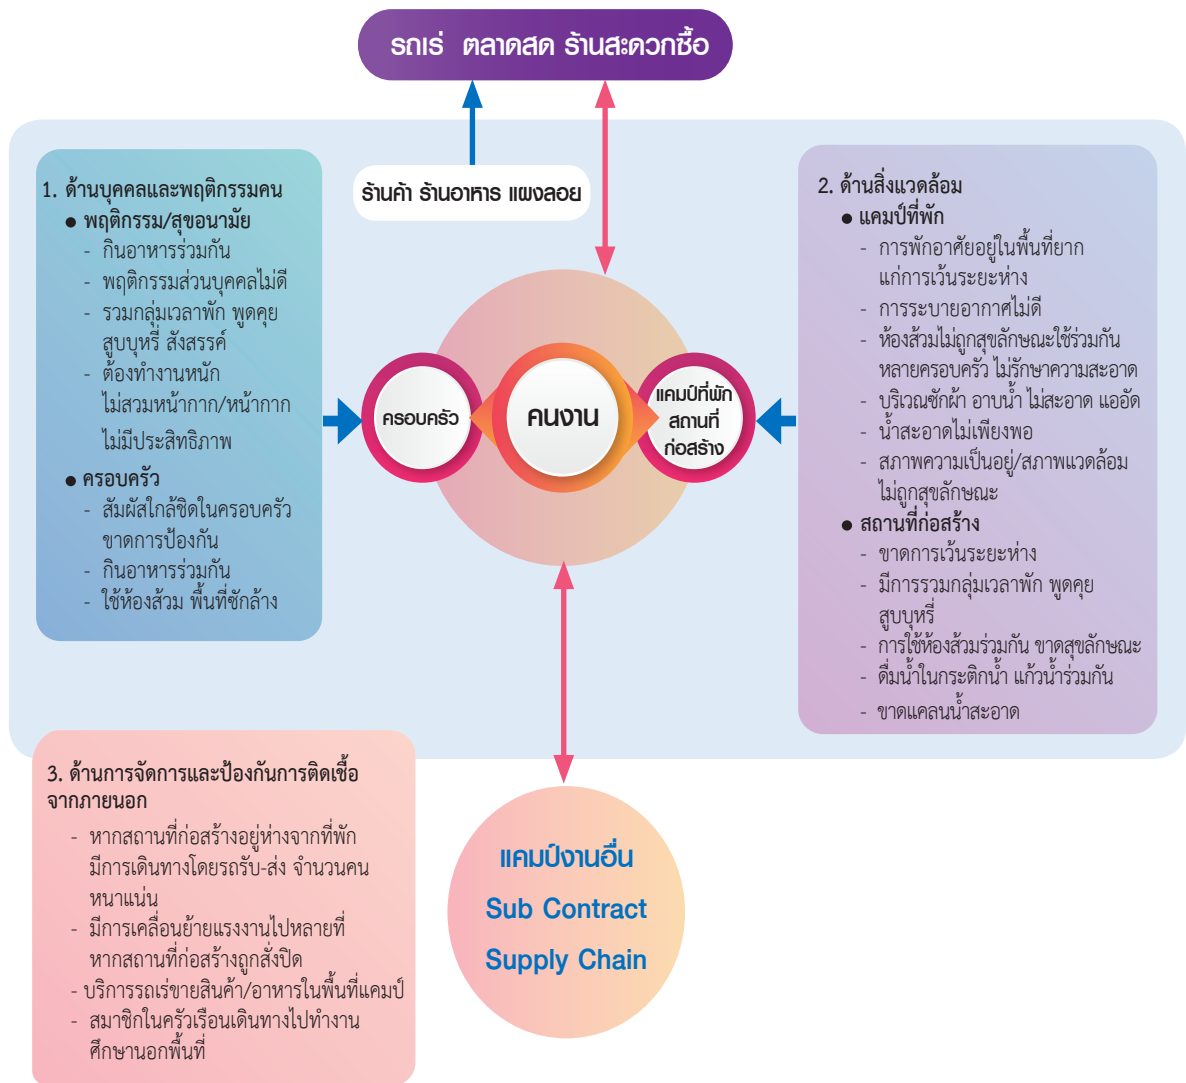 รถเร่ ตลาดสด ร้านสะดวกซื้อ
ร้านค้า ร้านอาหาร แผงลอย
1. ด้านบุคคลและพฤติกรรมคน
● พฤติกรรม/สุขอนามัย
- กินอาหารร่วมกัน
- พฤติกรรมส่วนบุคคลไม่ดี
- รวมกลุ่มเวลาพัก พูดคุย
สูบบุหรี่ สังสรรค์
- ต้องทำงานหนัก
ไม่สวมหน้ากาก/หน้ากาก
ไม่มีประสิทธิภาพ
● ครอบครัว
- สัมผัสใกล้ชิดในครอบครัว
ขาดการป้องกัน
- กินอาหารร่วมกัน
- ใช้ห้องส้วม พื้นที่ซักล้าง
ครอบครัว
คนงาน
แคมป์ที่พัก
สถานที่
ก่อสร้าง
2. ด้านสิ่งแวดล้อม
● แคมป์ที่พัก
- การพักอาศัยอยู่ในพื้นที่ยาก
แก่การเว้นระยะห่าง
- การระบายอากาศไม่ดี
- ห้องส้วมไม่ถูกสุขลักษณะใช้ร่วมกัน
หลายครอบครัว ไม่รักษาความสะอาด
- บริเวณซักผ้า อาบน้ำ ไม่สะอาด แออัด
- น้ำสะอาดไม่เพียงพอ
- สภาพความเป็นอยู่/สภาพแวดล้อม
ไม่ถูกสุขลักษณะ
● สถานที่ก่อสร้าง
- ขาดการเว้นระยะห่าง
- มีการรวมกลุ่มเวลาพัก พูดคุย
สูบบุหรี่
- การใช้ห้องส้วมร่วมกัน ขาดสุขลักษณะ
- ดื่มน้ำในกระติกน้ำ แก้วน้ำร่วมกัน
- ขาดแคลนน้ำสะอาด
3. ด้านการจัดการและป้องกันการติดเชื้อ
จากภายนอก
- หากสถานที่ก่อสร้างอยู่ห่างจากที่พัก
มีการเดินทางโดยรถรับ-ส่ง จำนวนคน
หนาแน่น
- มีการเคลื่อนย้ายแรงงานไปหลายที่
หากสถานที่ก่อสร้างถูกสั่งปิด
- บริการรถเร่ขายสินค้า/อาหารในพื้นที่แคมป์
- สมาชิกในครัวเรือนเดินทางไปทำงาน
ศึกษานอกพื้นที่
แคมป์งานอื่น
Sub Contract
Supply Chain